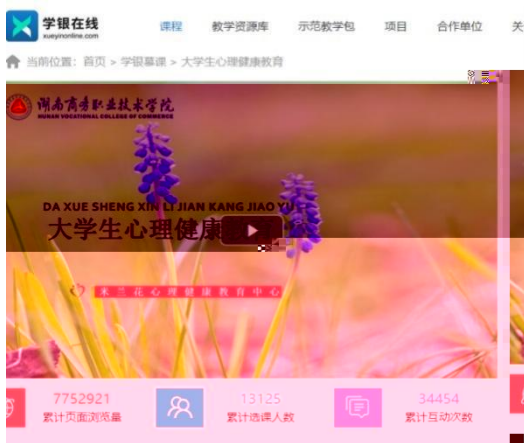 学银在线
xueyinonline.com
课程 教学资源库 示范教学包 项目 合作单位 关
当前位置：首页 > 学银慕课 > 大学生心理健康教育
湖南商务职业技术学院
HUNAN VOCATIONAL COLLEGE OF COMMERCE
DA XUE SHENG XIN LI JIAN KANG JIAO YU
大学生心理健康
米兰花心理健康教育中心
7752921 13125 34454
累计页面浏览量 累计选课人数 累计互动次数